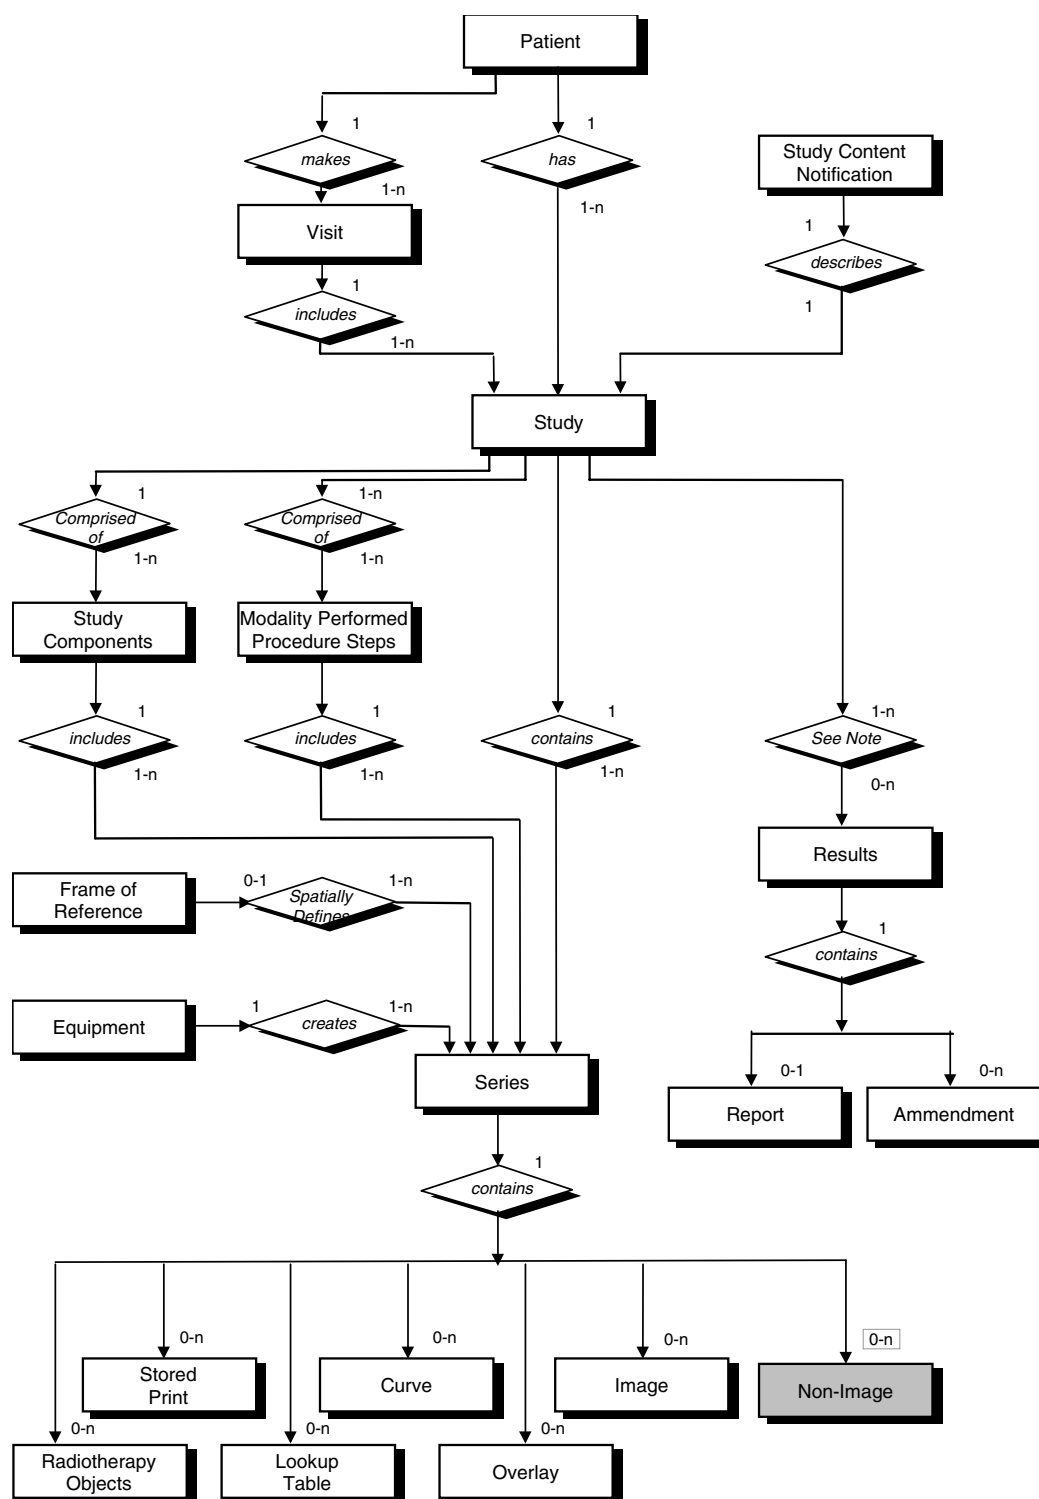 Patient
1
1
makes
has
Study Content
Notification
1-n
1-n
Visit
1
describes
1
includes
1
1-n
Study
1
1-n
Comprised
of
Comprised
of
1-n
1-n
Study
Components
Modality Performed
Procedure Steps
1
1
1
1-n
includes
includes
contains
See Note
1-n
1-n
1-n
0-n
Results
Frame of
Reference
0-1
Spatially
Defines
1-n
1
contains
Equipment
1
creates
1-n
Series
0-1
0-n
Report
Ammendment
1
contains
0-n
0-n
0-n
0-n
Stored
Print
Curve
Image
Non-Image
0-n
0-n
0-n
Radiotherapy
Objects
Lookup
Table
Overlay